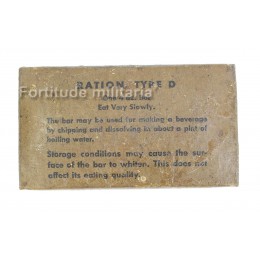 Fortitude militaria
RATION, TYPE D
Eat Very Slowly.
The bar may be used for making a beverage
by chipping and dissolving in about a pint of
boiling water.
Storage conditions may cause the sur-
face of the bar to whiten. This does not
affect its eating quality.